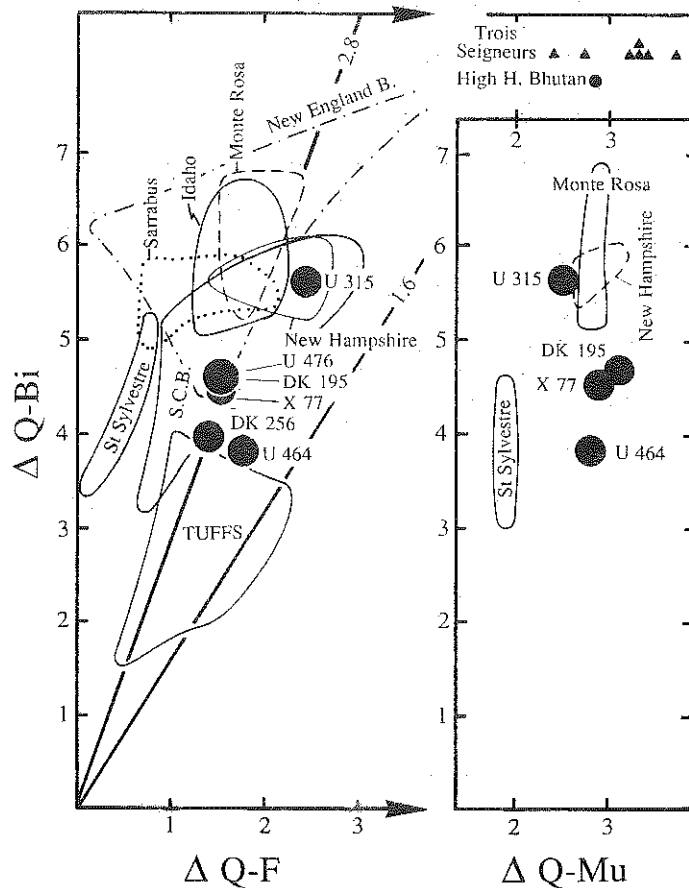 Trois
Seigneurs
High H. Bhutan
2.8
New England B.
Monte Rosa
Idaho
Sarrabus
7
6
5
4
3
2
1
Δ Q-Bi
U 315
1.6
New Hampshire
U 476
DK 195
X 77
S.C.B.
St Sylvestre
DK 256
U 464
TUFFS
1
2
3
Δ Q-F
2
3
7
6
5
4
3
2
1
Monte Rosa
U 315
New Hampshire
DK 195
X 77
U 464
St Sylvestre
2
3
Δ Q-Mu